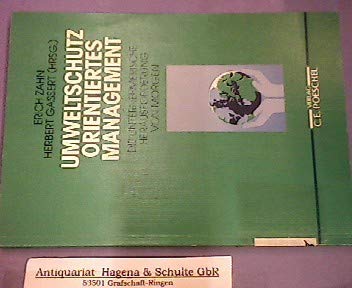 ERICH ZAHN
HERBERT GASSERT (HRSG.)
UMWELTSCHUTZ
ORIENTIERTES
MANAGEMENT
DIE UNTERNEHMERISCHE
HERAUSFORDERUNG
VON MORGEN
VERLAG
C.E. POESCHEL
Antiquariat Hagena & Schulte GbR
53501 Grafschaft-Ringen